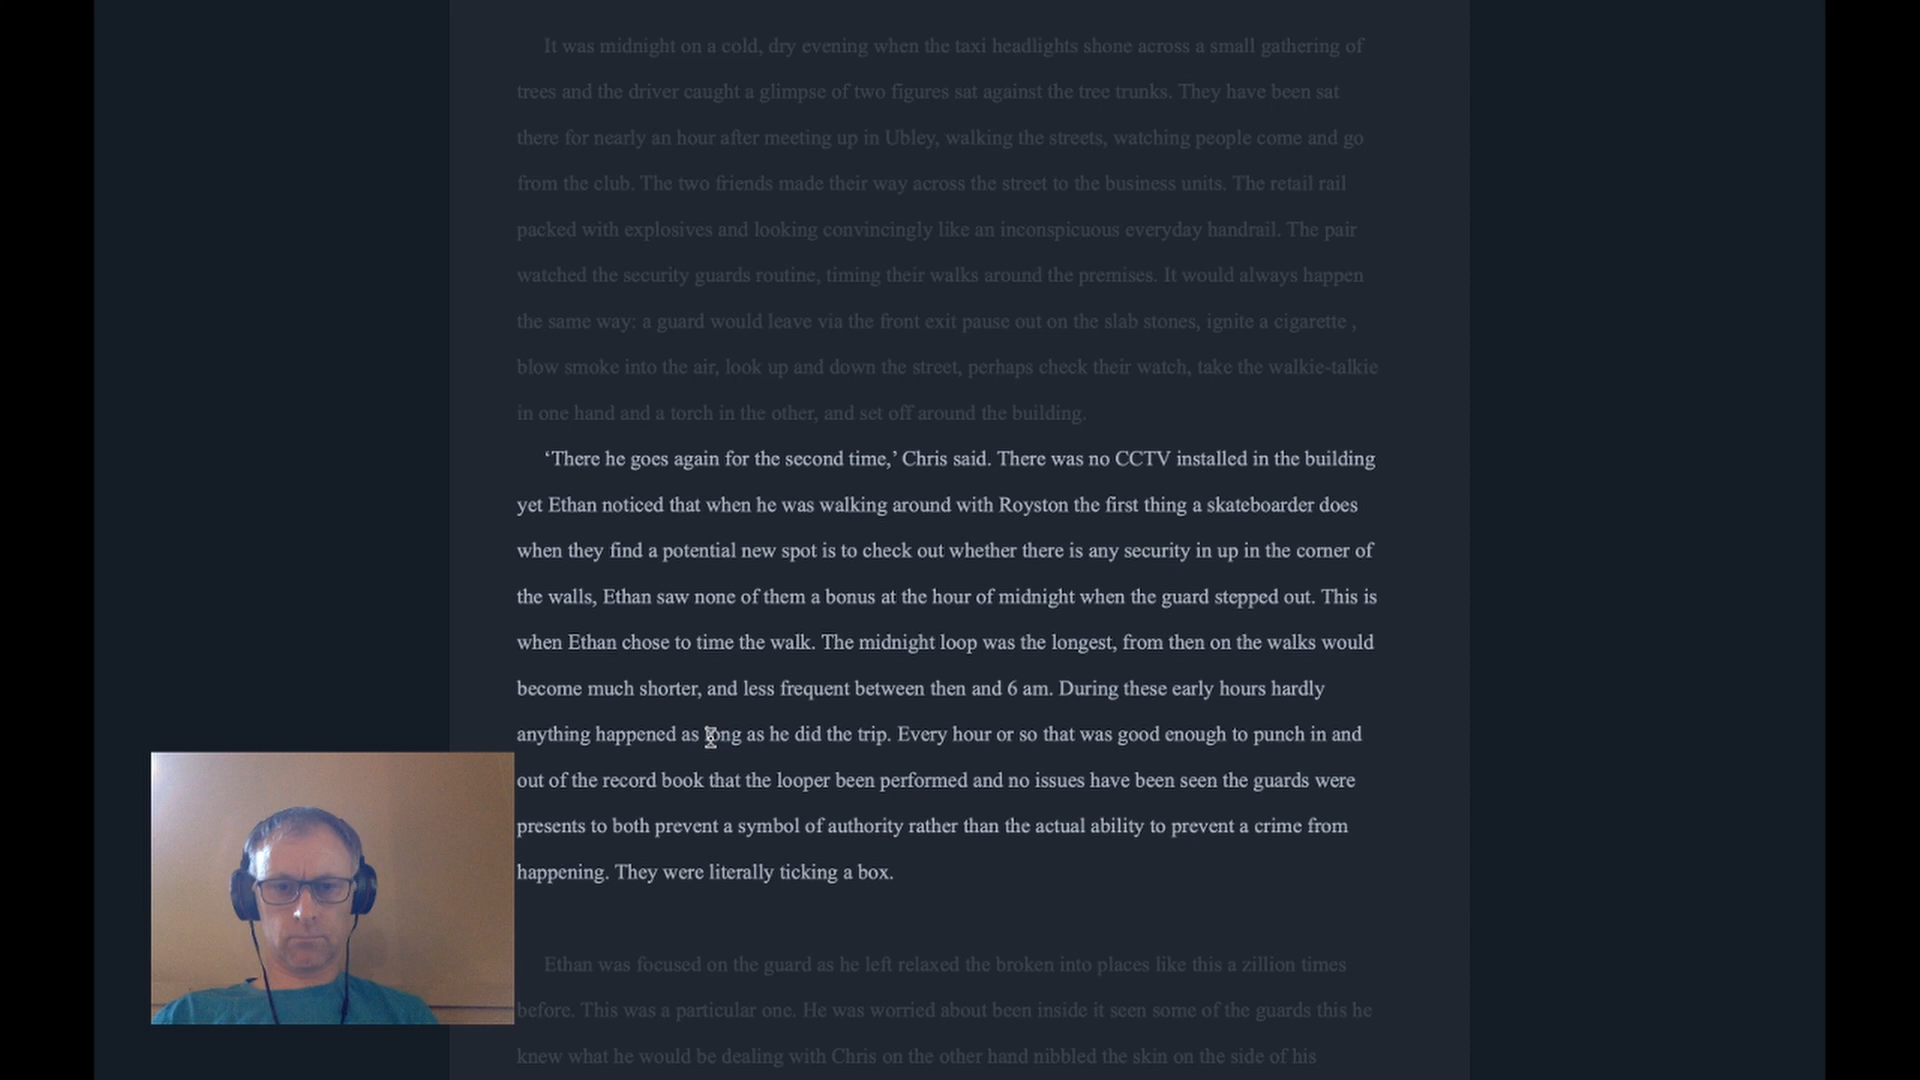 It was midnight on a cold, dry evening when the taxi headlights shone across a small gathering of
trees and the driver caught a glimpse of two figures sat against the tree trunks. They have been sat
there for nearly an hour after meeting up in Ubley, walking the streets, watching people come and go
from the club. The two friends made their way across the street to the business units. The retail rail
packed with explosives and looking convincingly like an inconspicuous everyday handrail. The pair
watched the security guards routine, timing their walks around the premises. It would always happen
the same way: a guard would leave via the front exit pause out on the slab stones, ignite a cigarette ,
blow smoke into the air, look up and down the street, perhaps check their watch, take the walkie-talkie
in one hand and a torch in the other, and set off around the building.
‘There he goes again for the second time,’ Chris said. There was no CCTV installed in the building
yet Ethan noticed that when he was walking around with Royston the first thing a skateboarder does
when they find a potential new spot is to check out whether there is any security in up in the corner of
the walls, Ethan saw none of them a bonus at the hour of midnight when the guard stepped out. This is
when Ethan chose to time the walk. The midnight loop was the longest, from then on the walks would
become much shorter, and less frequent between then and 6 am. During these early hours hardly
anything happened as long as he did the trip. Every hour or so that was good enough to punch in and
out of the record book that the looper been performed and no issues have been seen the guards were
presents to both prevent a symbol of authority rather than the actual ability to prevent a crime from
happening. They were literally ticking a box.
Ethan was focused on the guard as he left relaxed the broken into places like this a zillion times
before. This was a particular one. He was worried about been inside it seen some of the guards this he
knew what he would be dealing with Chris on the other hand nibbled the skin on the side of his